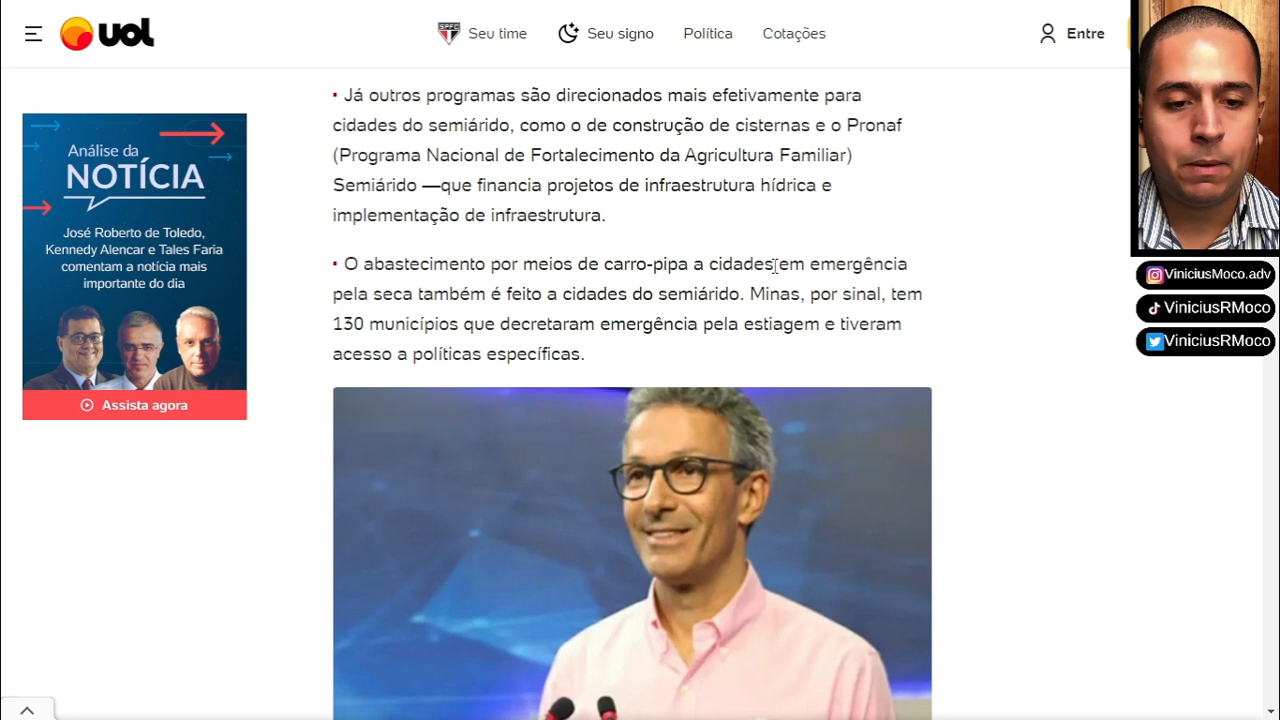 uol
SPFC
Seu time
Seu signo
Política
Cotações
Entre
• Já outros programas são direcionados mais efetivamente para
cidades do semiárido, como o de construção de cisternas e o Pronaf
(Programa Nacional de Fortalecimento da Agricultura Familiar)
Semiárido —que financia projetos de infraestrutura hídrica e
implementação de infraestrutura.
• O abastecimento por meios de carro-pipa a cidades em emergência
pela seca também é feito a cidades do semiárido. Minas, por sinal, tem
130 municípios que decretaram emergência pela estiagem e tiveram
acesso a políticas específicas.
Análise da
NOTÍCIA
José Roberto de Toledo,
Kennedy Alencar e Tales Faria
comentam a notícia mais
importante do dia
Assista agora
ViniciusMoco.adv
ViniciusRMoco
ViniciusRMoco